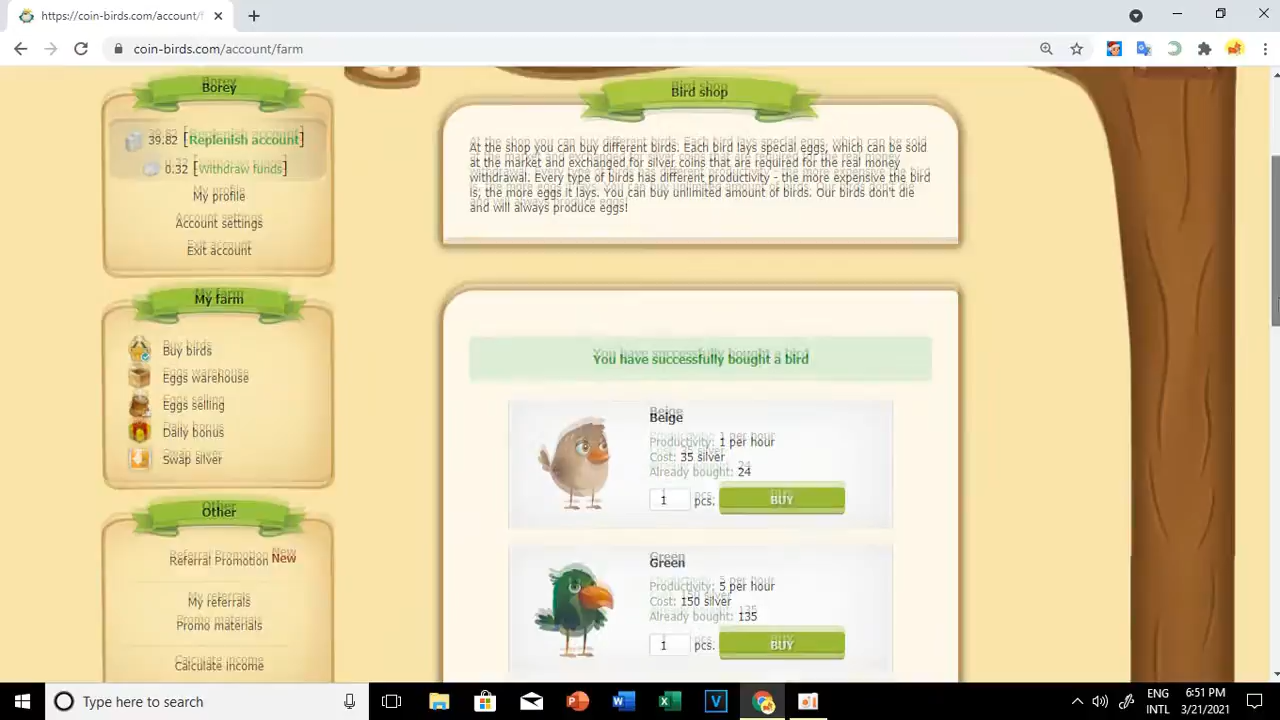 https://coin-birds.com/account/f
coin-birds.com/account/farm
Borey
39.82 [Replenish account]
0.32 [Withdraw funds]
My profile
Account settings
Exit account
My farm
Buy birds
Eggs warehouse
Eggs selling
Daily bonus
Swap silver
Other
Referral Promotion New
My referrals
Promo materials
Calculate income
Bird shop
At the shop you can buy different birds. Each bird lays special eggs, which can be sold
at the market and exchanged for silver coins that are required for the real money
withdrawal. Every type of birds has different productivity - the more expensive the bird
is, the more eggs it lays. You can buy unlimited amount of birds. Our birds don't die
and will always produce eggs!
You have successfully bought a bird
Beige
Productivity: 1 per hour
Cost: 35 silver
Already bought: 24
1 pcs. BUY
Green
Productivity: 5 per hour
Cost: 150 silver
Already bought: 135
1 pcs. BUY
Type here to search
ENG
INTL
6:51 PM
3/21/2021